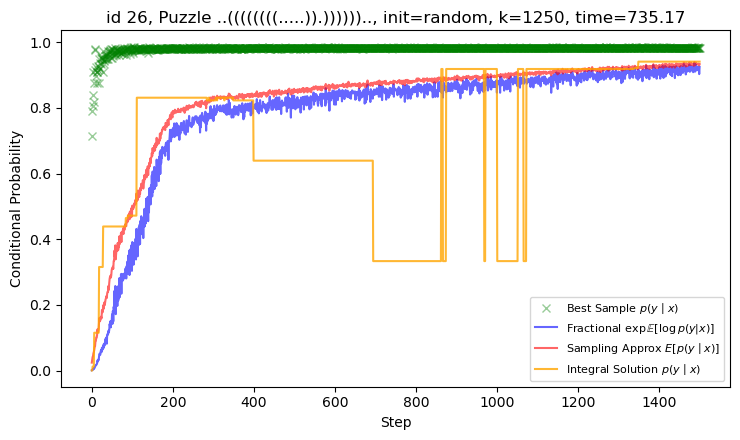 id 26, Puzzle ..((((((((.....)).)))))).., init=random, k=1250, time=735.17
Conditional Probability
1.0
0.8
0.6
0.4
0.2
0.0
Best Sample p(y | x)
Fractional exp𝔼[log p(y|x)]
Sampling Approx E[p(y | x)]
Integral Solution p(y | x)
0 200 400 600 800 1000 1200 1400
Step